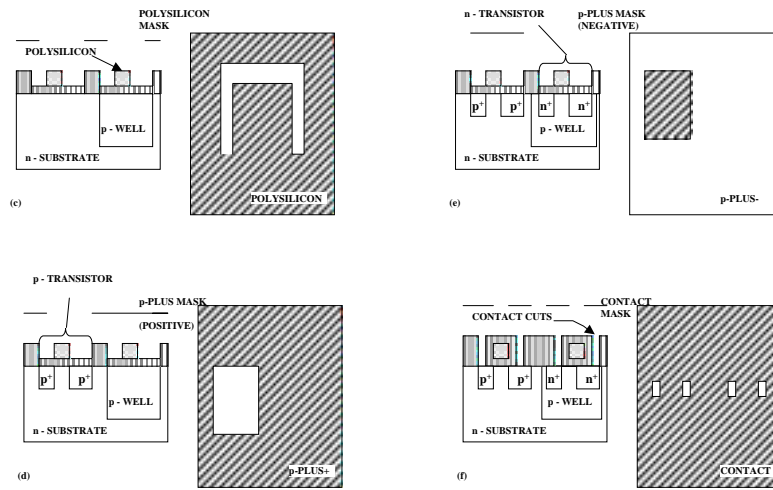 POLYSILICON
MASK
POLYSILICON
p - WELL
n - SUBSTRATE
POLYSILICON
(c)
n - TRANSISTOR
p-PLUS MASK
(NEGATIVE)
p+ p+ n+ n+
p - WELL
n - SUBSTRATE
p-PLUS-
(e)
p - TRANSISTOR
p-PLUS MASK
(POSITIVE)
p+ p+
p - WELL
n - SUBSTRATE
p-PLUS+
(d)
CONTACT
MASK
CONTACT CUTS
p+ p+ n+ n+
p - WELL
n - SUBSTRATE
CONTACT
(f)